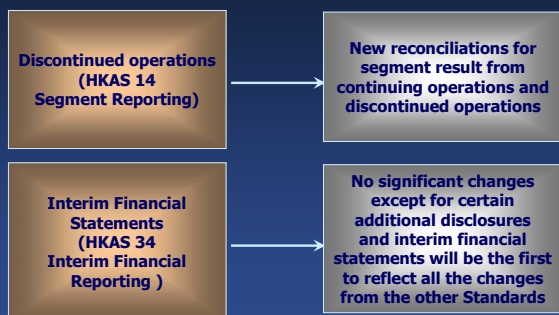 Discontinued operations
(HKAS 14
Segment Reporting)
New reconciliations for
segment result from
continuing operations and
discontinued operations
Interim Financial
Statements
(HKAS 34
Interim Financial
Reporting )
No significant changes
except for certain
additional disclosures
and interim financial
statements will be the first
to reflect all the changes
from the other Standards